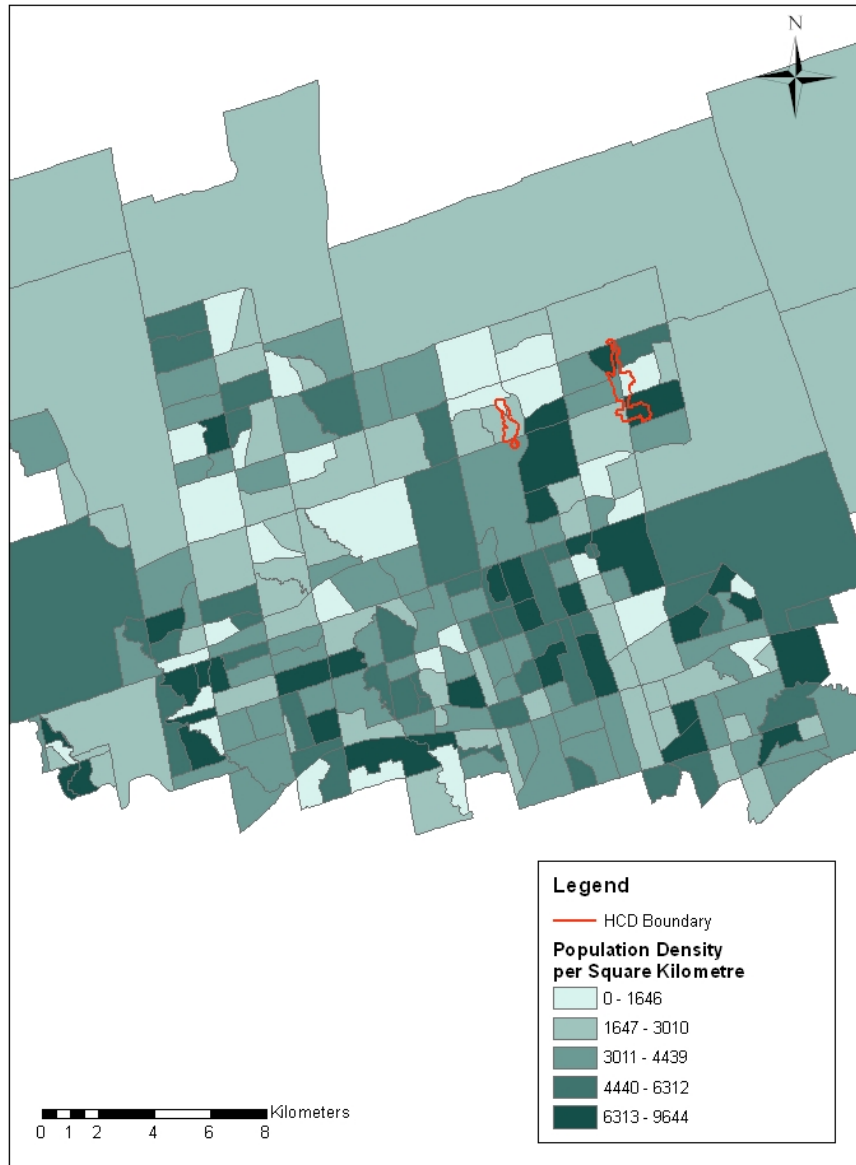 N
Legend
HCD Boundary
Population Density
per Square Kilometre
0 - 1646
1647 - 3010
3011 - 4439
4440 - 6312
6313 - 9644
Kilometers
0 1 2 4 6 8